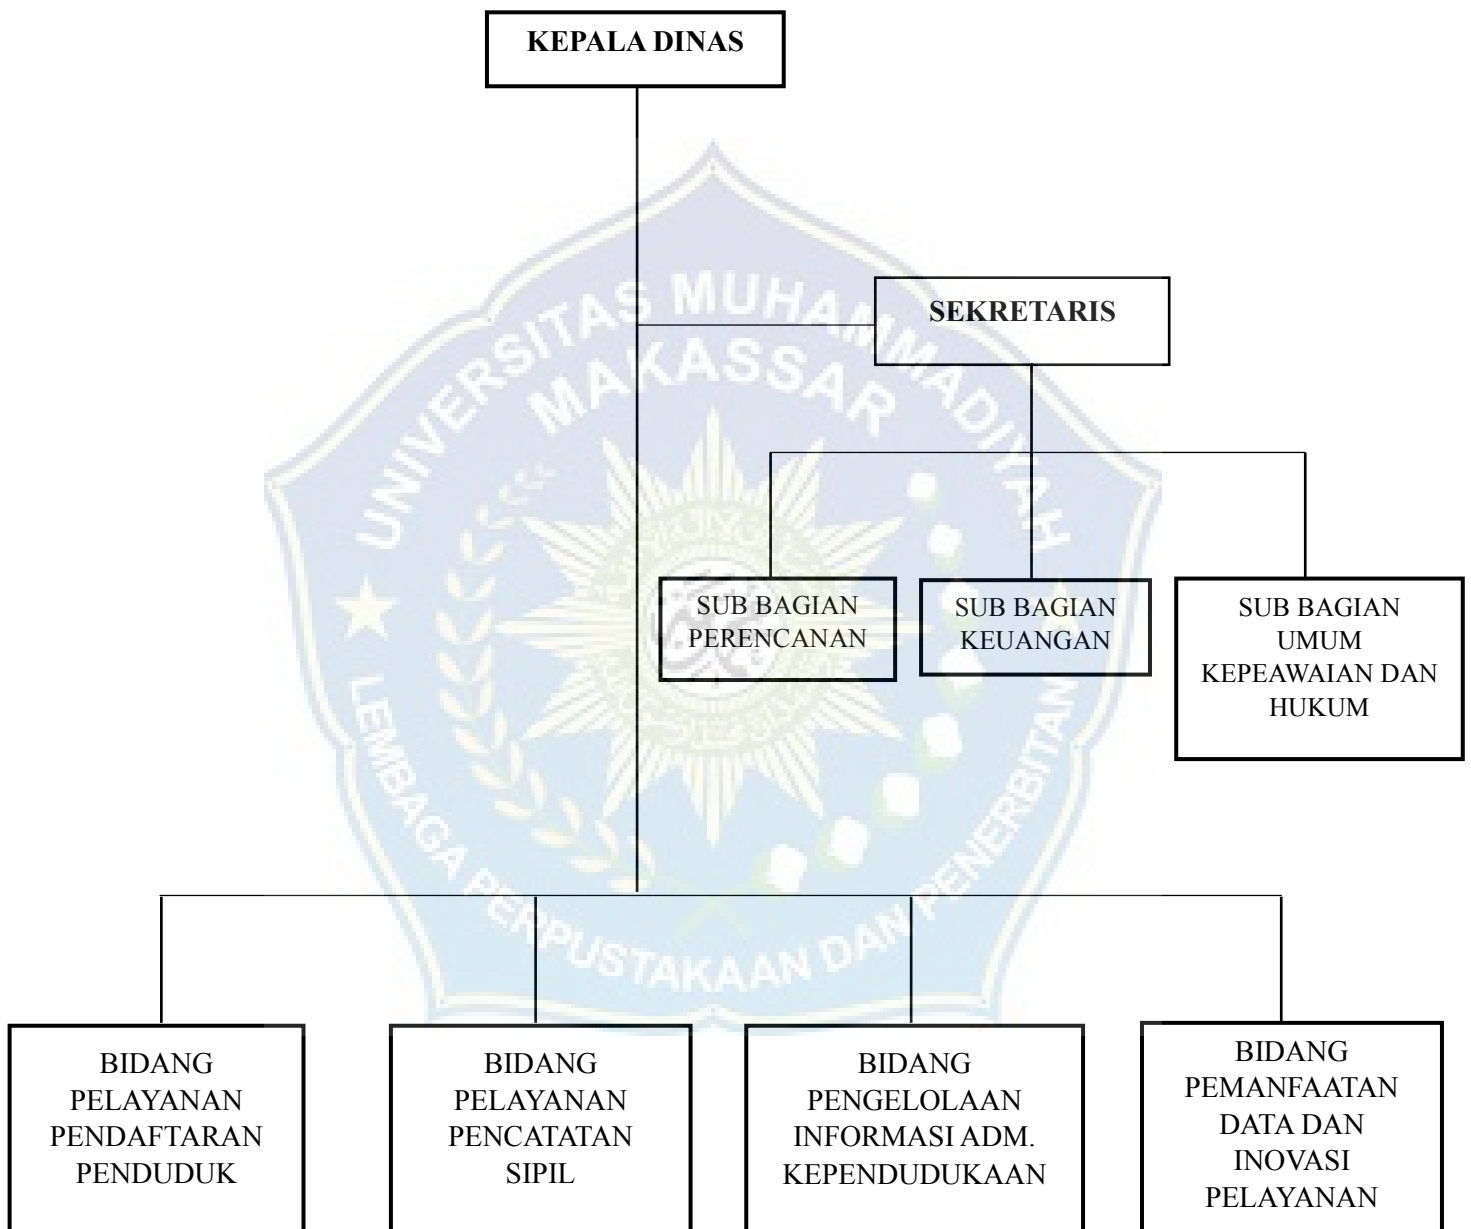 KEPALA DINAS
UNIVERSITAS MUHAMMADIYAH
MAKASSAR
SEKRETARIS
SUB BAGIAN
PERENCANAN
SUB BAGIAN
KEUANGAN
SUB BAGIAN
UMUM
KEPEAWAIAN DAN
HUKUM
LEMBAGA PERPUSTAKAAN DAN PENERBITAN
BIDANG
PELAYANAN
PENDAFTARAN
PENDUDUK
BIDANG
PELAYANAN
PENCATATAN
SIPIL
BIDANG
PENGELOLAAN
INFORMASI ADM.
KEPENDUDUKAAN
BIDANG
PEMANFAATAN
DATA DAN
INOVASI
PELAYANAN